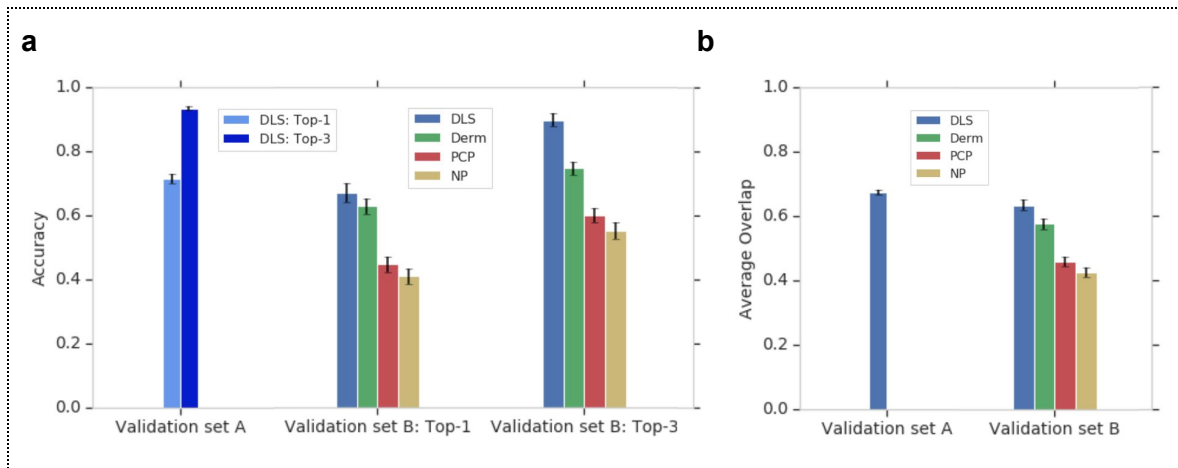 a
1.0
0.8
0.6
0.4
0.2
0.0
Accuracy
DLS: Top-1
DLS: Top-3
DLS
Derm
PCP
NP
Validation set A
Validation set B: Top-1
Validation set B: Top-3
b
1.0
0.8
0.6
0.4
0.2
0.0
Average Overlap
DLS
Derm
PCP
NP
Validation set A
Validation set B